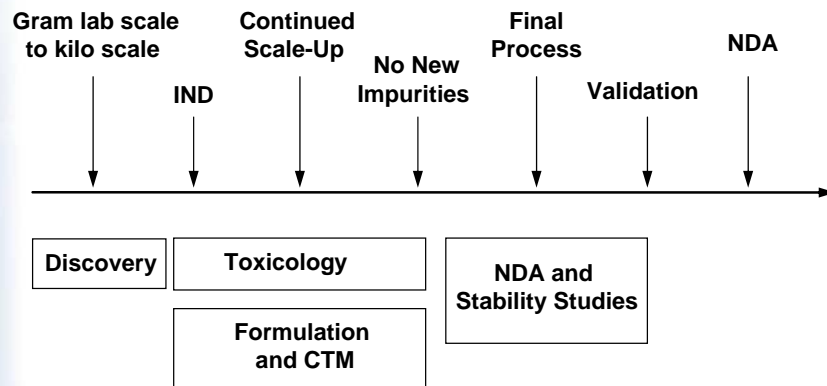 Gram lab scale
to kilo scale
IND
Continued
Scale-Up
No New
Impurities
Final
Process
Validation
NDA
Discovery
Toxicology
Formulation
and CTM
NDA and
Stability Studies